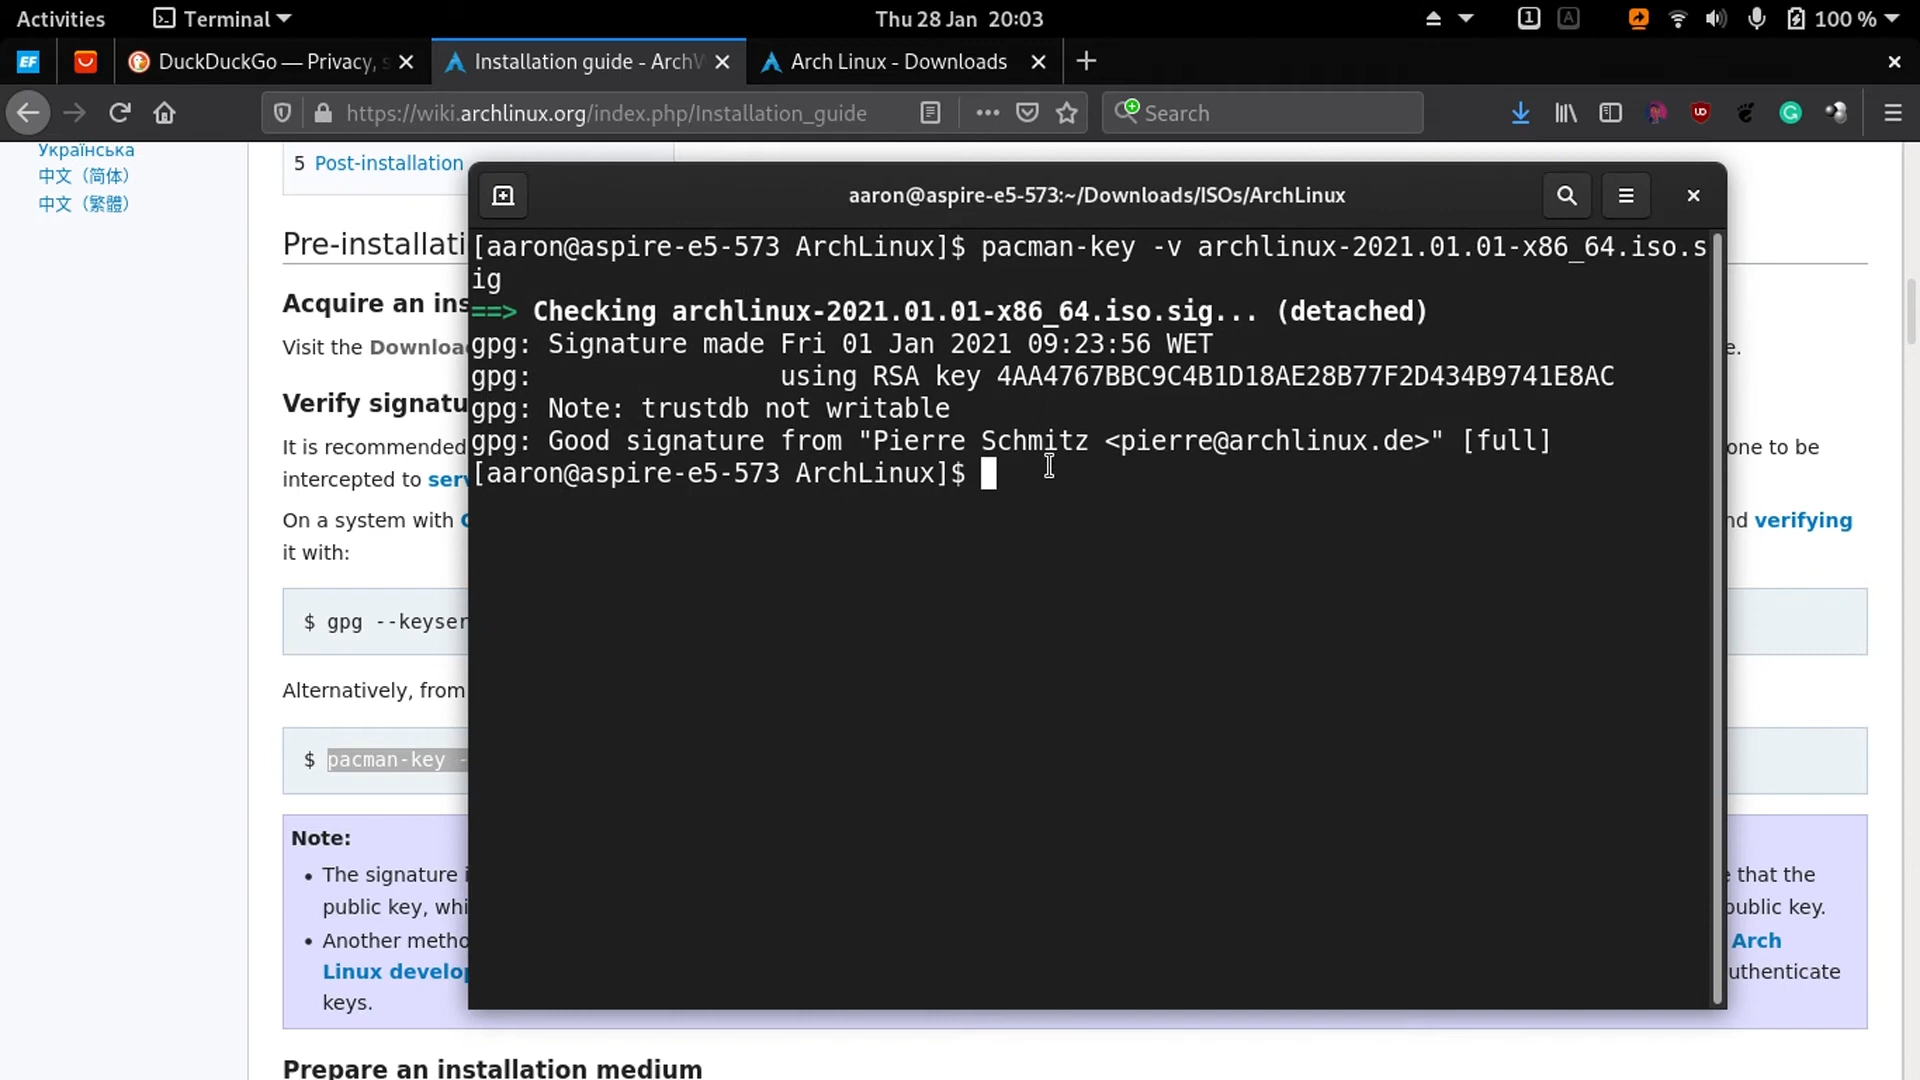 Activities Terminal Thu 28 Jan 20:03 1 A 100 %
EF DuckDuckGo — Privacy, s Installation guide - ArchW Arch Linux - Downloads
https://wiki.archlinux.org/index.php/Installation_guide Search
Українська
中文（简体）
中文（繁體）
5 Post-installation
aaron@aspire-e5-573:~/Downloads/ISOs/ArchLinux
[aaron@aspire-e5-573 ArchLinux]$ pacman-key -v archlinux-2021.01.01-x86_64.iso.s
ig
==> Checking archlinux-2021.01.01-x86_64.iso.sig... (detached)
gpg: Signature made Fri 01 Jan 2021 09:23:56 WET
gpg: using RSA key 4AA4767BBC9C4B1D18AE28B77F2D434B9741E8AC
gpg: Note: trustdb not writable
gpg: Good signature from "Pierre Schmitz <pierre@archlinux.de>" [full]
[aaron@aspire-e5-573 ArchLinux]$
Pre-installati
Acquire an ins
Visit the Downloa e.
Verify signatu
It is recommended one to be
intercepted to serv
On a system with nd verifying
it with:
$ gpg --keyser
Alternatively, from
$ pacman-key -
Note:
• The signature i e that the
public key, whi public key.
• Another metho Arch
Linux develop uthenticate
keys.
Prepare an installation medium